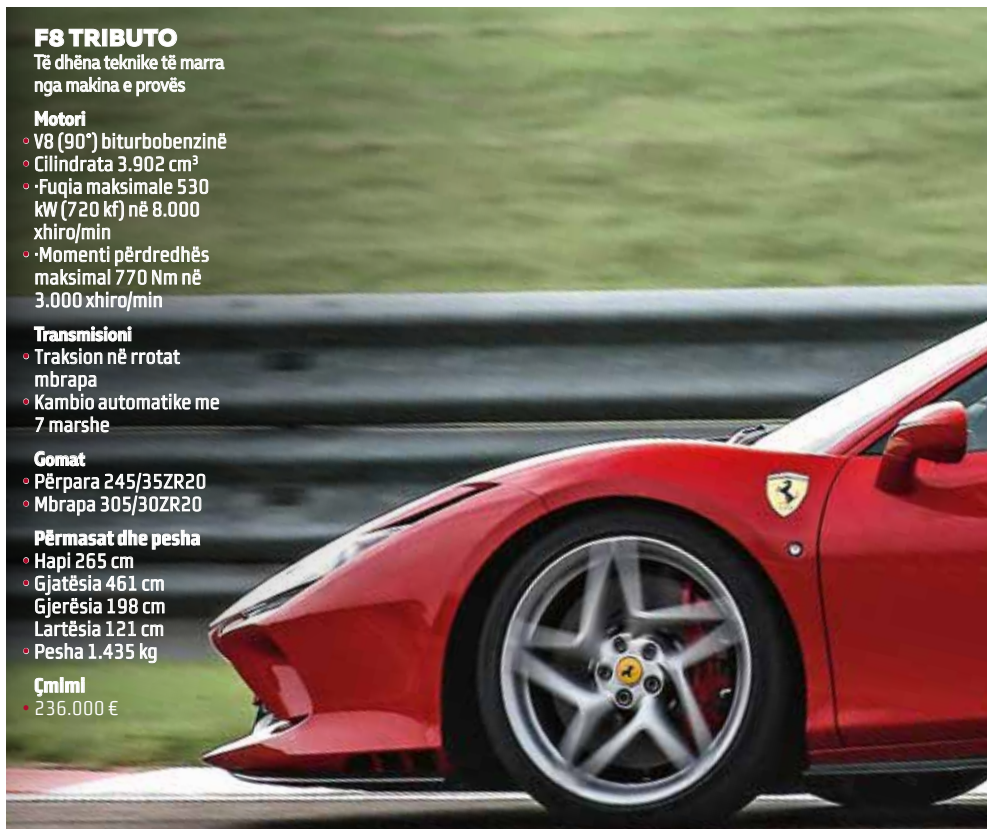 F8 TRIBUTO
Të dhëna teknike të marra
nga makina e provës
Motori
• V8 (90°) biturbobenzinë
• Cilindrata 3.902 cm³
• ·Fuqia maksimale 530
kW (720 kf) në 8.000
xhiro/min
• ·Momenti përdredhës
maksimal 770 Nm në
3.000 xhiro/min
Transmisioni
• Traksion në rrotat
mbrapa
• Kambio automatike me
7 marshe
Gomat
• Përpara 245/35ZR20
• Mbrapa 305/30ZR20
Përmasat dhe pesha
• Hapi 265 cm
• Gjatësia 461 cm
Gjerësia 198 cm
Lartësia 121 cm
• Pesha 1.435 kg
ÇmImI
• 236.000 €